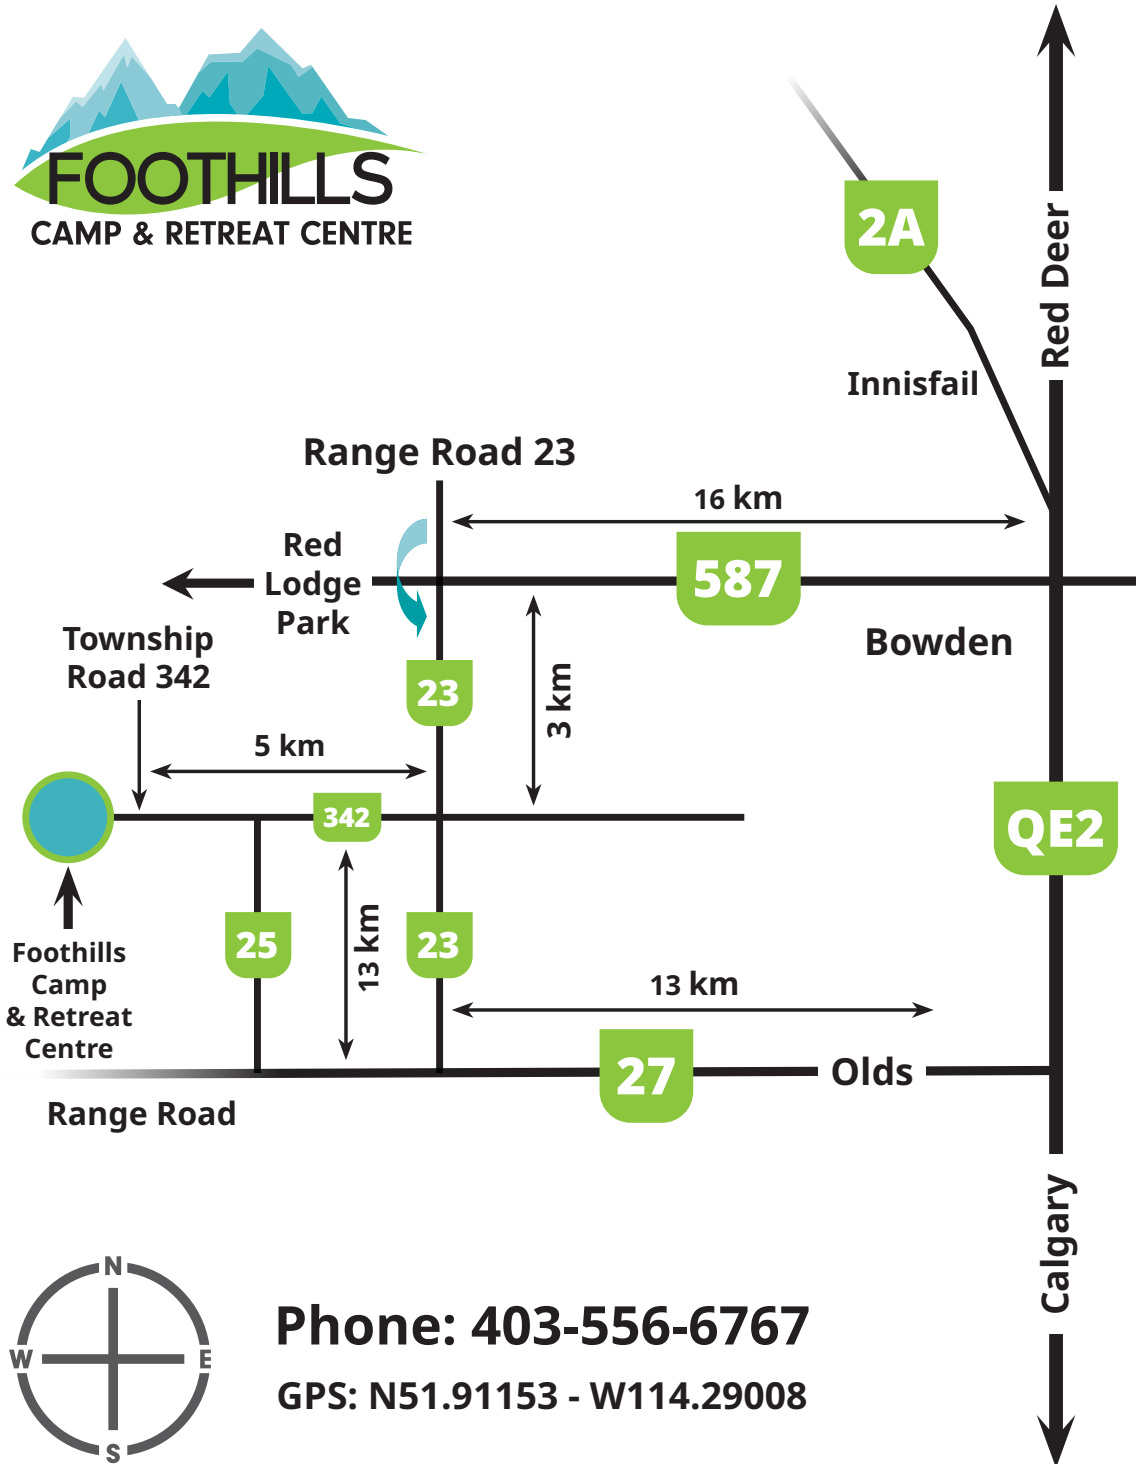 FOOTHILLS
CAMP & RETREAT CENTRE
2A
Red Deer
Innisfail
Range Road 23
16 km
Red
Lodge
Park
587
Township
Road 342
Bowden
23
3 km
5 km
342
QE2
Foothills
Camp
& Retreat
Centre
25
13 km
23
13 km
27
Olds
Range Road
Calgary
N
W
E
S
Phone: 403-556-6767
GPS: N51.91153 - W114.29008